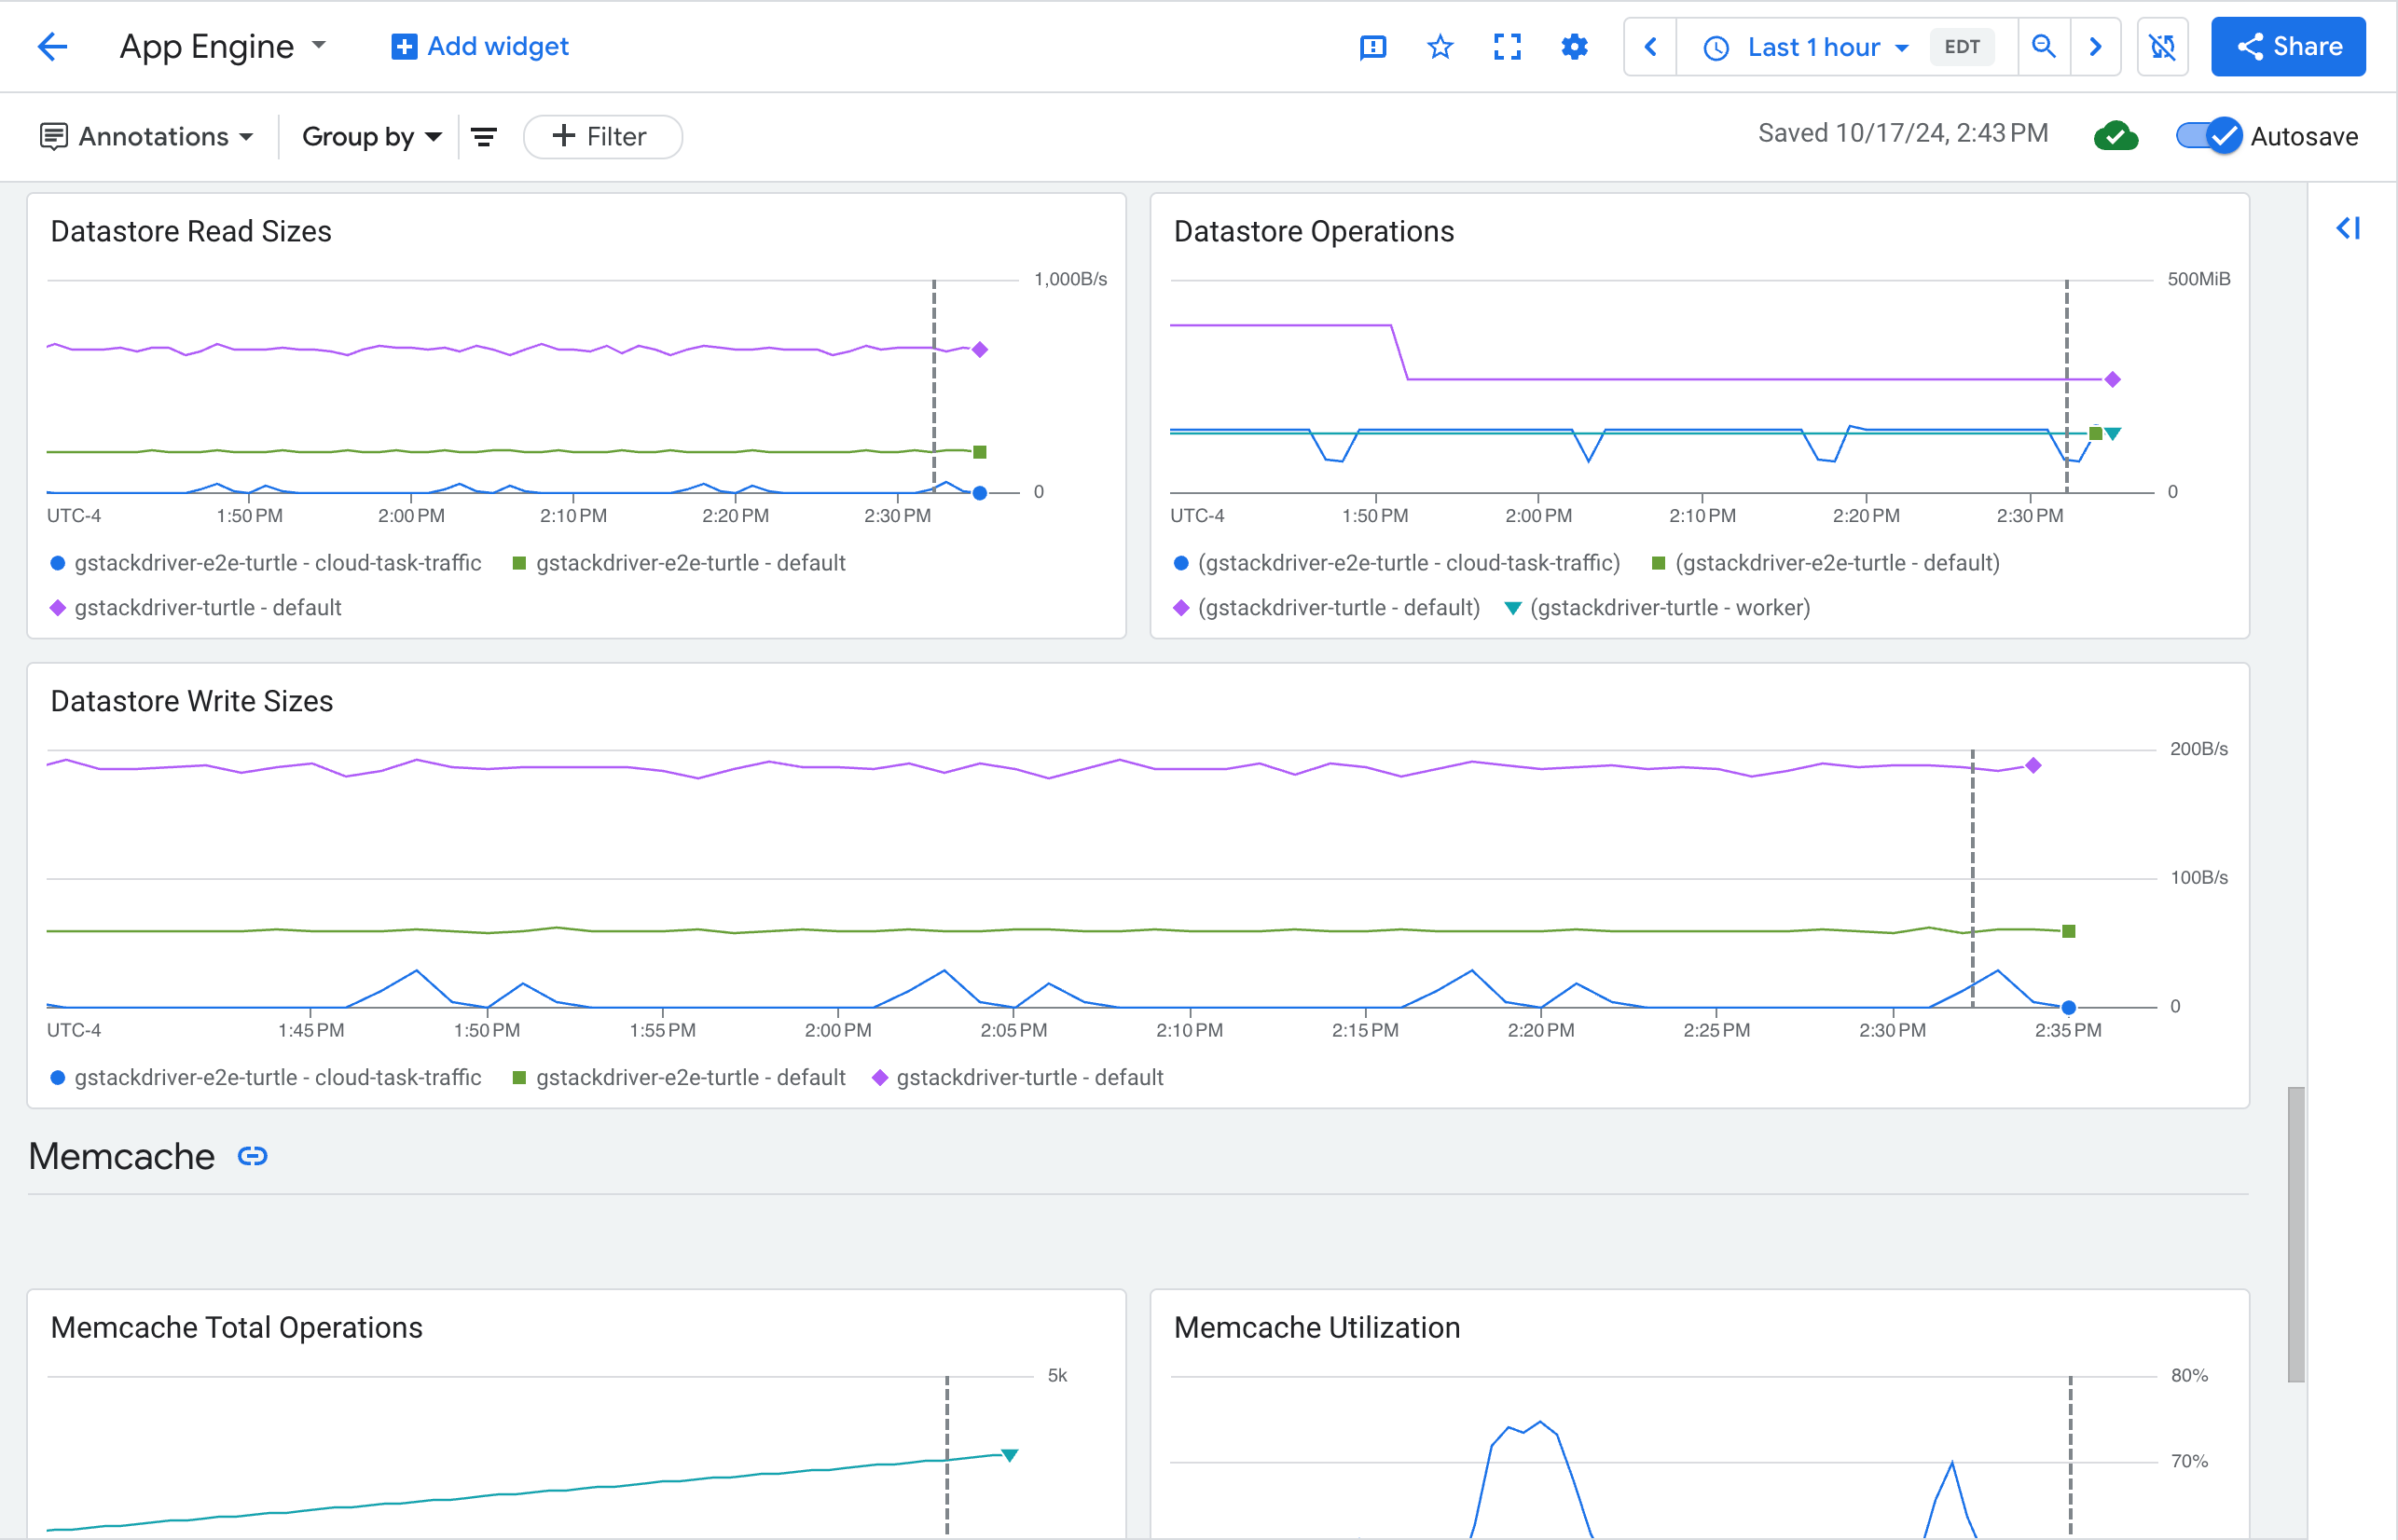 App Engine Add widget Last 1 hour EDT Share
Annotations Group by Filter Saved 10/17/24, 2:43 PM Autosave
Datastore Read Sizes
1,000B/s
0
UTC-4 1:50 PM 2:00 PM 2:10 PM 2:20 PM 2:30 PM
gstackdriver-e2e-turtle - cloud-task-traffic gstackdriver-e2e-turtle - default
gstackdriver-turtle - default
Datastore Operations
500MiB
0
UTC-4 1:50 PM 2:00 PM 2:10 PM 2:20 PM 2:30 PM
(gstackdriver-e2e-turtle - cloud-task-traffic) (gstackdriver-e2e-turtle - default)
(gstackdriver-turtle - default) (gstackdriver-turtle - worker)
Datastore Write Sizes
200B/s
100B/s
0
UTC-4 1:45 PM 1:50 PM 1:55 PM 2:00 PM 2:05 PM 2:10 PM 2:15 PM 2:20 PM 2:25 PM 2:30 PM 2:35 PM
gstackdriver-e2e-turtle - cloud-task-traffic gstackdriver-e2e-turtle - default gstackdriver-turtle - default
Memcache
Memcache Total Operations
5k
Memcache Utilization
80%
70%